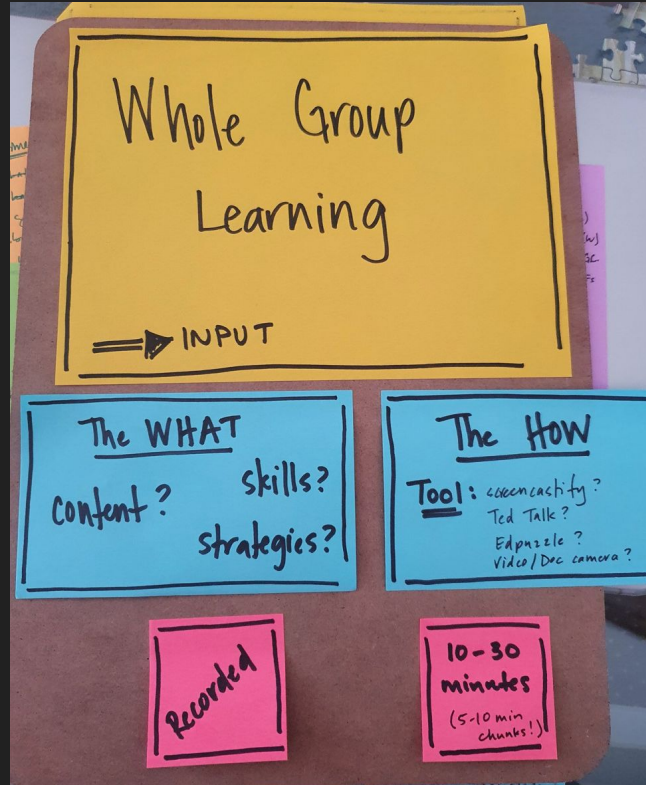 Whole Group
Learning
INPUT
The WHAT
content?
skills?
strategies?
The HOW
Tool: screencastify?
Ted Talk?
Edpuzzle?
Video/Doc camera?
Recorded
10-30
minutes
(5-10 min
chunks!)